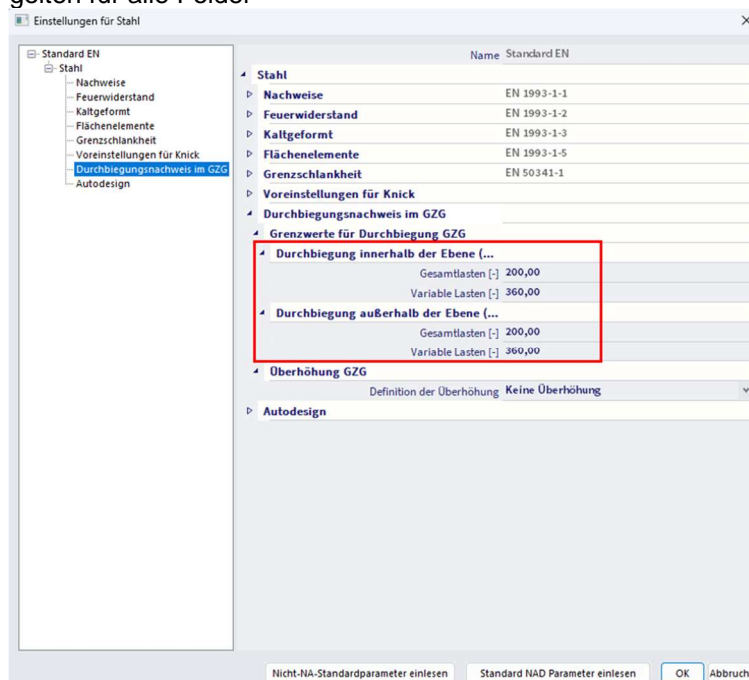 gelten für alle Felder
Einstellungen für Stahl
Standard EN
Stahl
Nachweise
Feuerwiderstand
Kaltgeformt
Flächenelemente
Grenzschlankheit
Voreinstellungen für Knick
Durchbiegungsnachweis im GZG
Autodesign
Name Standard EN
Stahl
Nachweise EN 1993-1-1
Feuerwiderstand EN 1993-1-2
Kaltgeformt EN 1993-1-3
Flächenelemente EN 1993-1-5
Grenzschlankheit EN 50341-1
Voreinstellungen für Knick
Durchbiegungsnachweis im GZG
Grenzwerte für Durchbiegung GZG
Durchbiegung innerhalb der Ebene (...
Gesamtlasten [-] 200,00
Variable Lasten [-] 360,00
Durchbiegung außerhalb der Ebene (...
Gesamtlasten [-] 200,00
Variable Lasten [-] 360,00
Überhöhung GZG
Definition der Überhöhung Keine Überhöhung
Autodesign
Nicht-NA-Standardparameter einlesen Standard NAD Parameter einlesen OK Abbruch